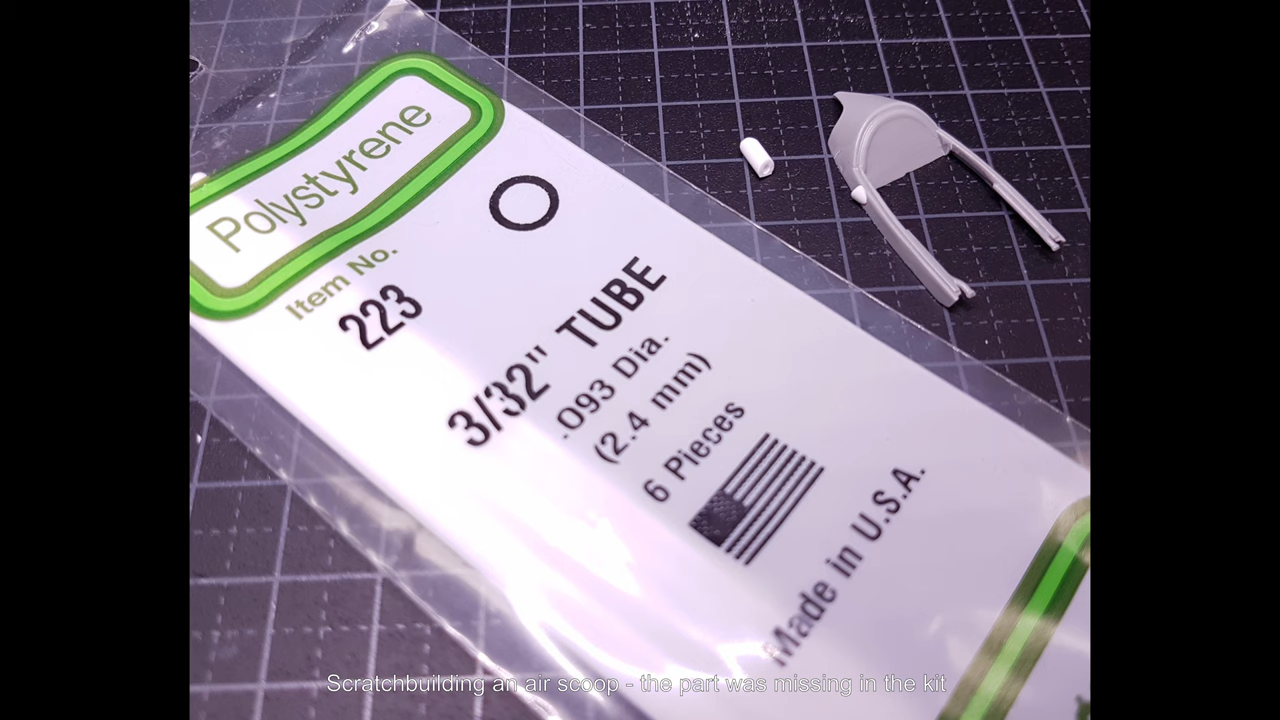 Polystyrene
Item No.
223
3/32" TUBE
.093 Dia.
(2.4 mm)
6 Pieces
Made in U.S.A.
Scratchbuilding an air scoop - the part was missing in the kit